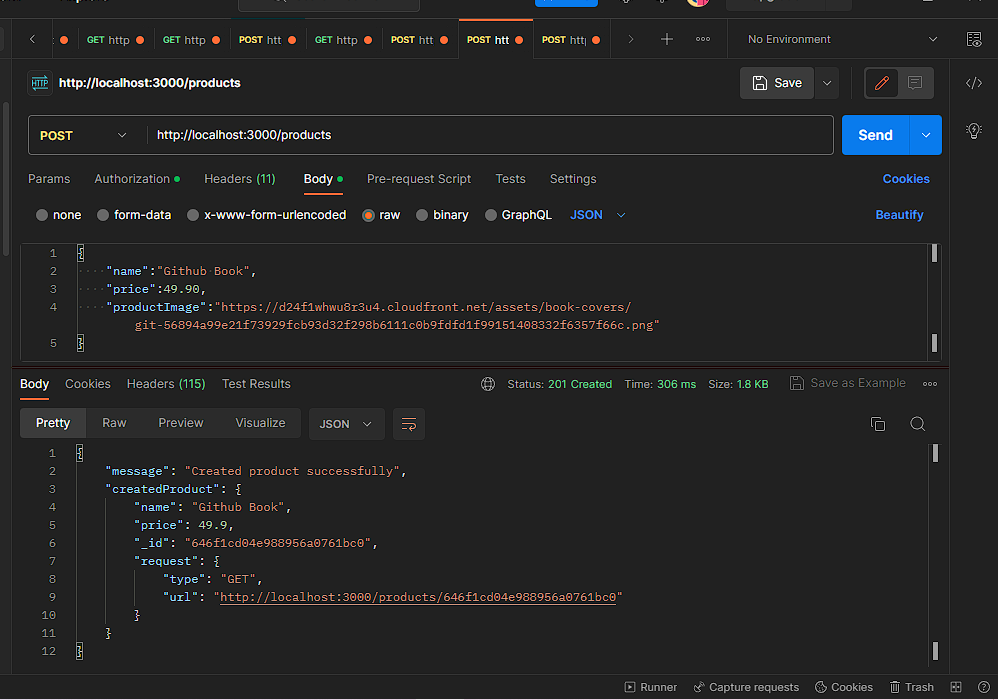 GET http
GET http
POST htt
GET http
POST htt
POST htt
POST htt
No Environment
HTTP
http://localhost:3000/products
Save
POST
http://localhost:3000/products
Send
Params
Authorization
Headers (11)
Body
Pre-request Script
Tests
Settings
Cookies
none
form-data
x-www-form-urlencoded
raw
binary
GraphQL
JSON
Beautify
1 {
2 ····"name":"Github·Book",
3 ····"price":49.90,
4 ····"productImage":"https://d24f1whwu8r3u4.cloudfront.net/assets/book-covers/
git-56894a99e21f73929fcb93d32f298b6111c0b9fdfd1f99151408332f6357f66c.png"
5 }
Body
Cookies
Headers (115)
Test Results
Status: 201 Created
Time: 306 ms
Size: 1.8 KB
Save as Example
Pretty
Raw
Preview
Visualize
JSON
1 {
2 "message": "Created product successfully",
3 "createdProduct": {
4 "name": "Github Book",
5 "price": 49.9,
6 "_id": "646f1cd04e988956a0761bc0",
7 "request": {
8 "type": "GET",
9 "url": "http://localhost:3000/products/646f1cd04e988956a0761bc0"
10 }
11 }
12 }
Runner
Capture requests
Cookies
Trash